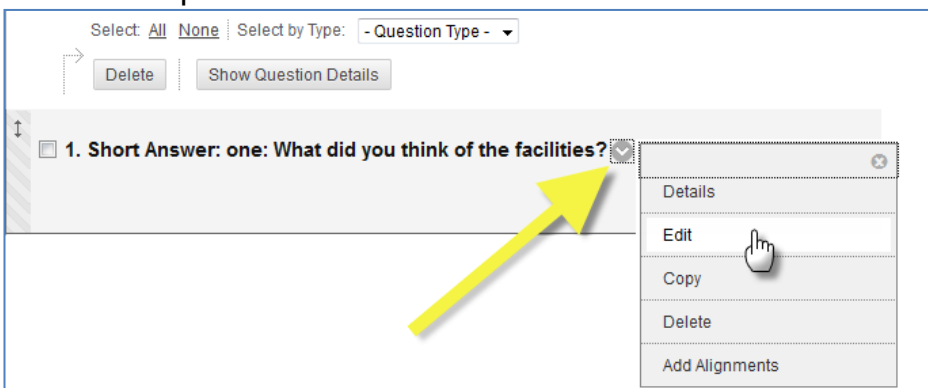 Select: All None Select by Type: - Question Type -
Delete Show Question Details
1. Short Answer: one: What did you think of the facilities?
Details
Edit
Copy
Delete
Add Alignments